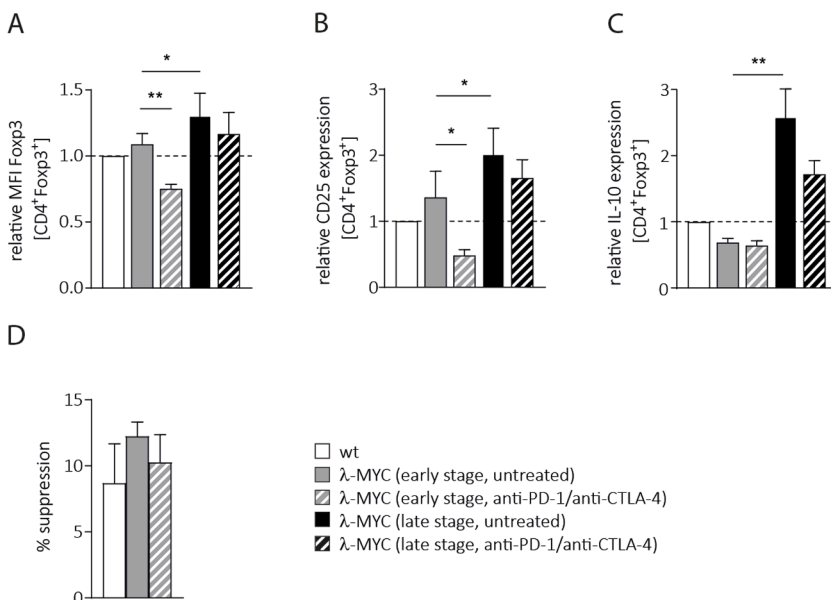 A
B
C
*
**
1.5
1.0
0.5
0.0
relative MFI Foxp3
[CD4+Foxp3+]
*
*
3
2
1
0
relative CD25 expression
[CD4+Foxp3+]
**
3
2
1
0
relative IL-10 expression
[CD4+Foxp3+]
D
15
10
5
0
% suppression
wt
λ-MYC (early stage, untreated)
λ-MYC (early stage, anti-PD-1/anti-CTLA-4)
λ-MYC (late stage, untreated)
λ-MYC (late stage, anti-PD-1/anti-CTLA-4)